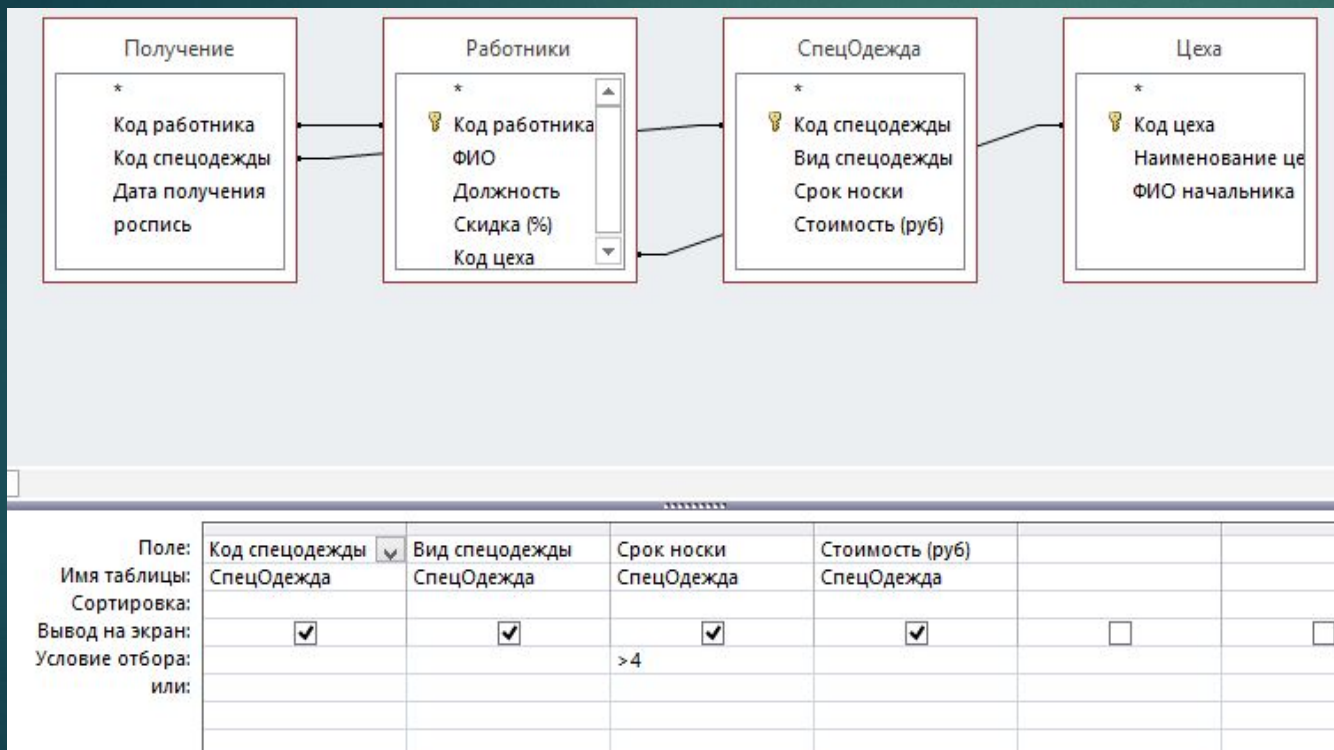 Получение
*
Код работника
Код спецодежды
Дата получения
роспись
Работники
*
Код работника
ФИО
Должность
Скидка (%)
Код цеха
СпецОдежда
*
Код спецодежды
Вид спецодежды
Срок носки
Стоимость (руб)
Цеха
*
Код цеха
Наименование це
ФИО начальника
Поле: Код спецодежды Вид спецодежды Срок носки Стоимость (руб)
Имя таблицы: СпецОдежда СпецОдежда СпецОдежда СпецОдежда
Сортировка:
Вывод на экран:
Условие отбора: >4
или: